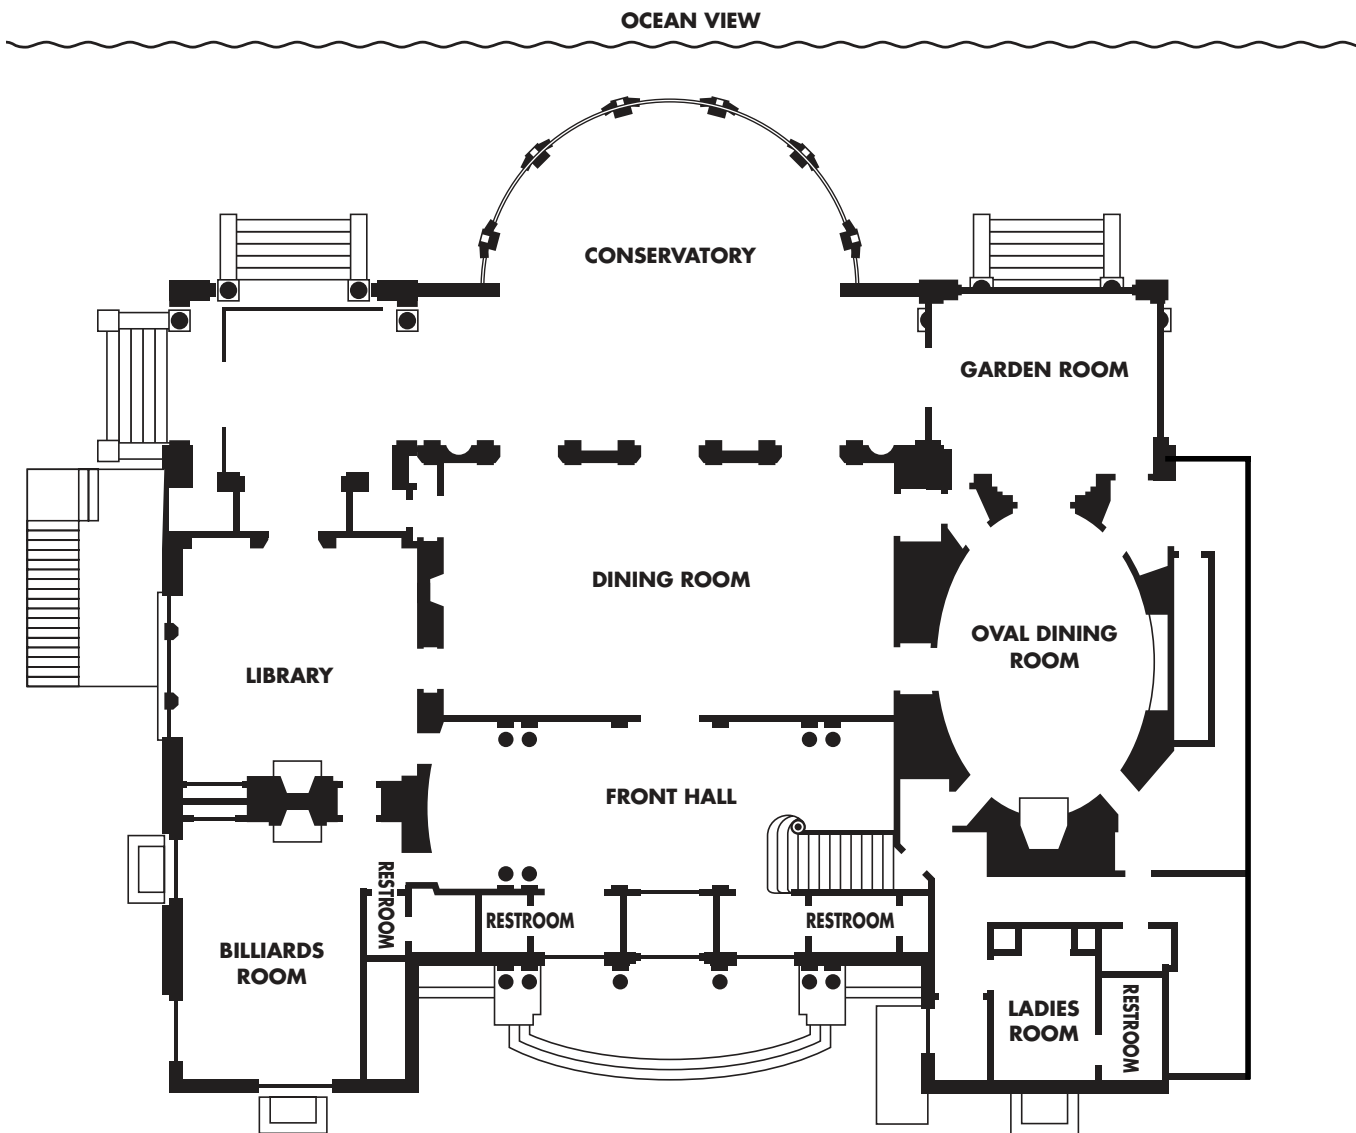 OCEAN VIEW
CONSERVATORY
GARDEN ROOM
DINING ROOM
OVAL DINING
ROOM
LIBRARY
FRONT HALL
RESTROOM
RESTROOM
RESTROOM
BILLIARDS
ROOM
LADIES
ROOM
RESTROOM